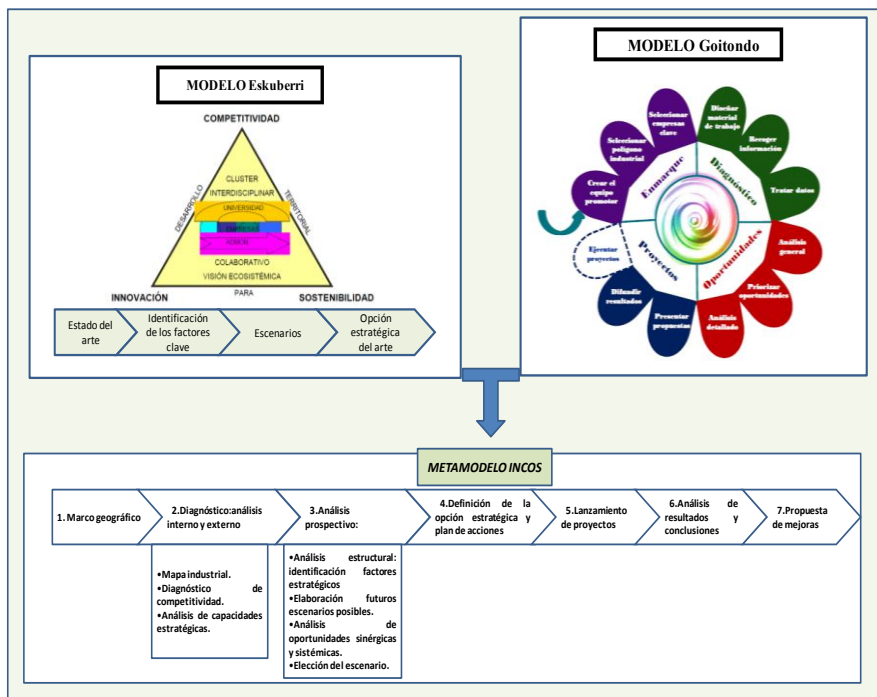 MODELO Eskuberri
COMPETITIVIDAD
DESARROLLO
TERRITORIAL
CLUSTER
INTERDISCIPLINAR
UNIVERSIDAD
EMPRESAS
COLABORATIVO
VISIÓN ECOSISTÉMICA
PARA
INNOVACIÓN
SOSTENIBILIDAD
Estado del
arte
Identificación
de los factores
clave
Escenarios
Opción
estratégica
del arte
MODELO Goitondo
Enmarque
Crear el
equipo
promotor
Seleccionar
polígono
industrial
Seleccionar
empresas
clave
Diagnóstico
Diseñar
material
de trabajo
Recoger
información
Tratar datos
Oportunidades
Análisis
general
Priorizar
oportunidades
Análisis
detallado
Proyectos
Presentar
propuestas
Difundir
resultados
Ejecutar
proyectos
METAMODELO INCOS
1. Marco geográfico
2.Diagnóstico:análisis
interno y externo
3.Análisis
prospectivo:
4.Definición de la
opción estratégica y
plan de acciones
5.Lanzamiento
de proyectos
6.Análisis de
resultados y
conclusiones
7.Propuesta
de mejoras
•Mapa industrial.
•Diagnóstico de
competitividad.
•Análisis de capacidades
estratégicas.
•Análisis estructural:
identificación factores
estratégicos
•Elaboración futuros
escenarios posibles.
•Análisis de
oportunidades sinérgicas
y sistémicas.
•Elección del escenario.